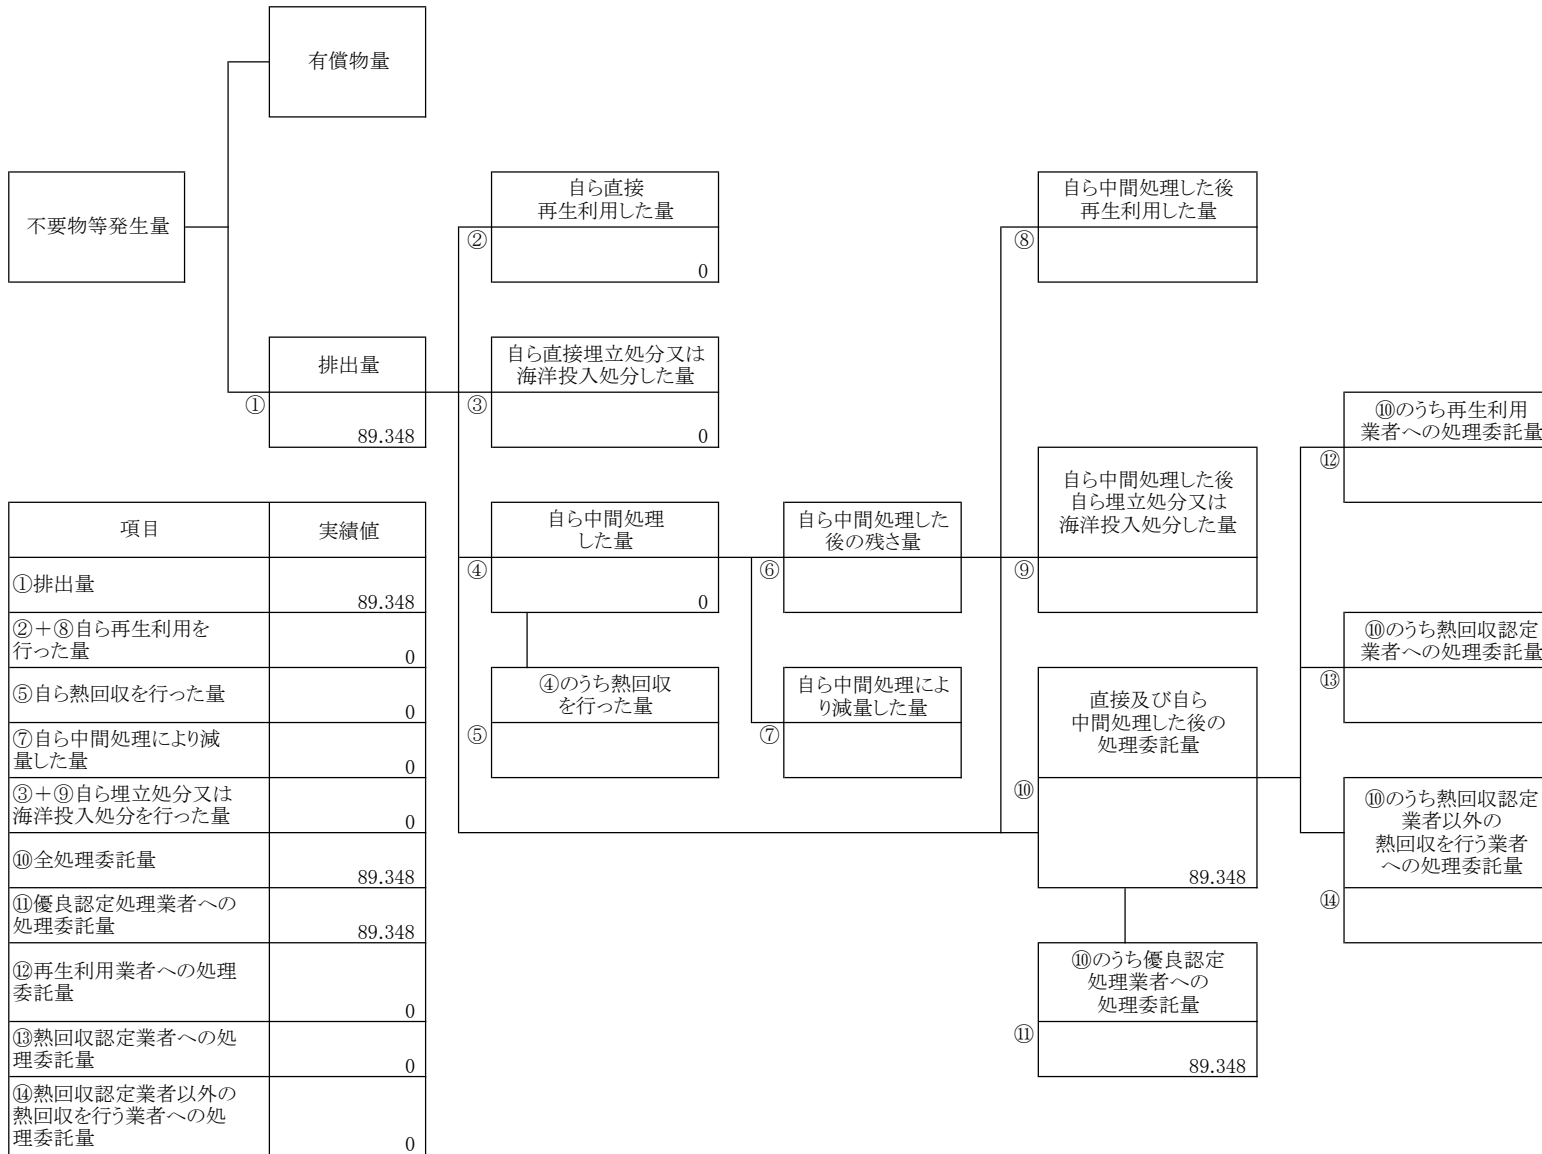 有償物量
不要物等発生量
自ら直接
再生利用した量
②
0
自ら中間処理した後
再生利用した量
⑧
排出量
①
89.348
自ら直接埋立処分又は
海洋投入処分した量
③
0
⑩のうち再生利用
業者への処理委託量
⑫
自ら中間処理
した量
④
0
自ら中間処理した
後の残さ量
⑥
自ら中間処理した後
自ら埋立処分又は
海洋投入処分した量
⑨
⑩のうち熱回収認定
業者への処理委託量
⑬
④のうち熱回収
を行った量
⑤
自ら中間処理によ
り減量した量
⑦
直接及び自ら
中間処理した後の
処理委託量
⑩
89.348
⑩のうち熱回収認定
業者以外の
熱回収を行う業者
への処理委託量
⑭
⑩のうち優良認定
処理業者への
処理委託量
⑪
89.348
項目 実績値
①排出量
89.348
②+⑧自ら再生利用を
行った量
0
⑤自ら熱回収を行った量
0
⑦自ら中間処理により減
量した量
0
③+⑨自ら埋立処分又は
海洋投入処分を行った量
0
⑩全処理委託量
89.348
⑪優良認定処理業者への
処理委託量
89.348
⑫再生利用業者への処理
委託量
0
⑬熱回収認定業者への処
理委託量
0
⑭熱回収認定業者以外の
熱回収を行う業者への処
理委託量
0